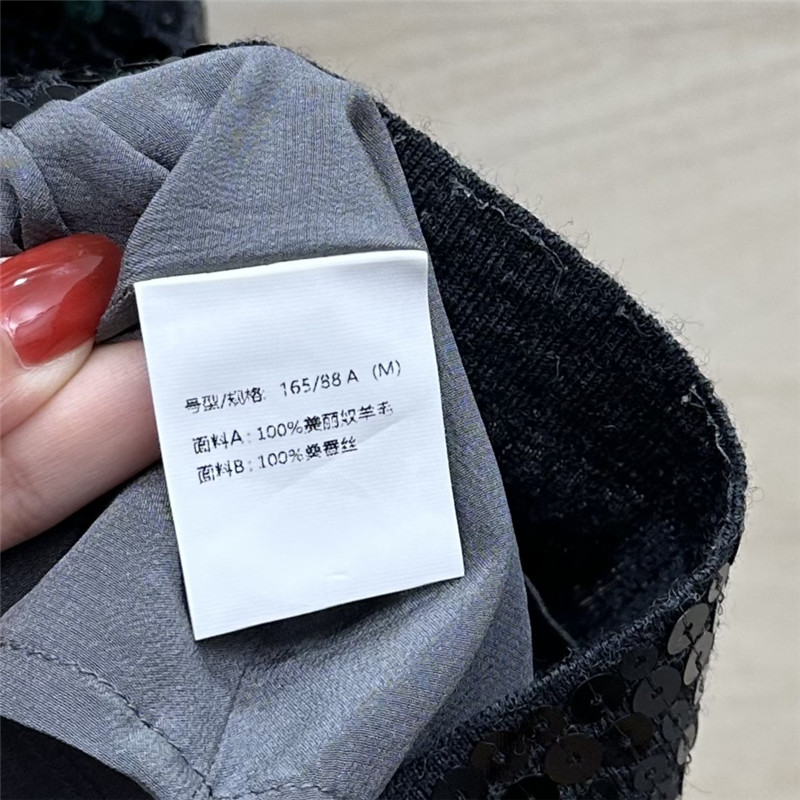 号型/规格: 165/88 A (M)
面料A: 100%美丽奴羊毛
面料B: 100%桑蚕丝